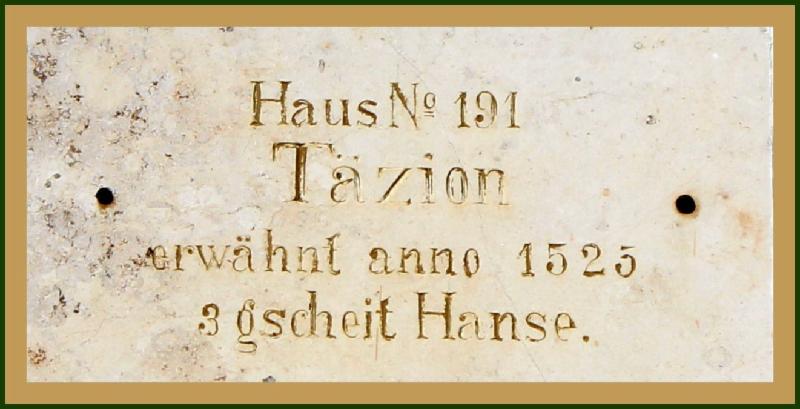 Haus Nº 191
Täzion
erwähnt anno 1525
3 gscheit Hanse.